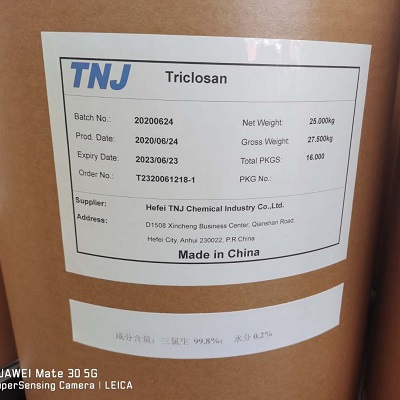 TNJ Triclosan
Batch No.: 20200624 Net Weight: 25.000kg
Prod. Date: 2020/06/24 Gross Weight: 27.500kg
Expiry Date: 2023/06/23 Total PKGS: 16.000
Order No.: T2320061218-1 PKG No.:
Supplier: Hefei TNJ Chemical Industry Co.,Ltd.
Address: D1508 Xincheng Business Center, Qianshan Road,
Hefei City, Anhui 230022, P.R.China
Made in China
成分含量：三氯生 99.8%； 水分 0.2%
JAWEI Mate 30 5G
uperSensing Camera | LEICA